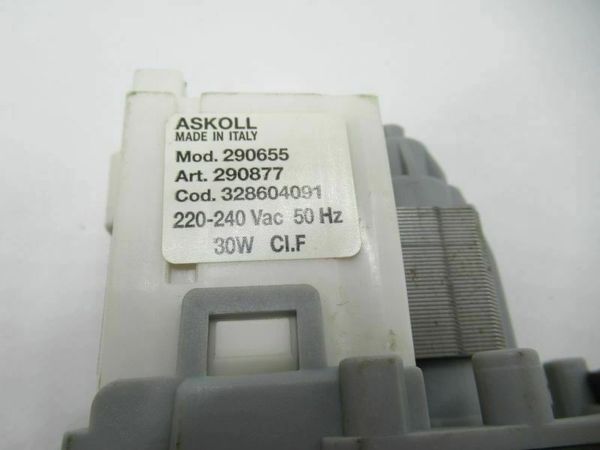 ASKOLL
MADE IN ITALY
Mod. 290655
Art. 290877
Cod. 328604091
220-240 Vac 50 Hz
30W Cl.F